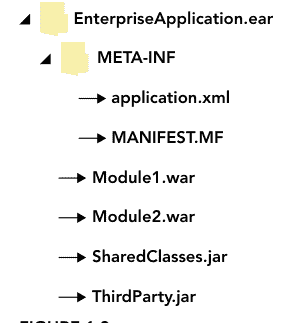 EnterpriseApplication.ear
META-INF
application.xml
MANIFEST.MF
Module1.war
Module2.war
SharedClasses.jar
ThirdParty.jar